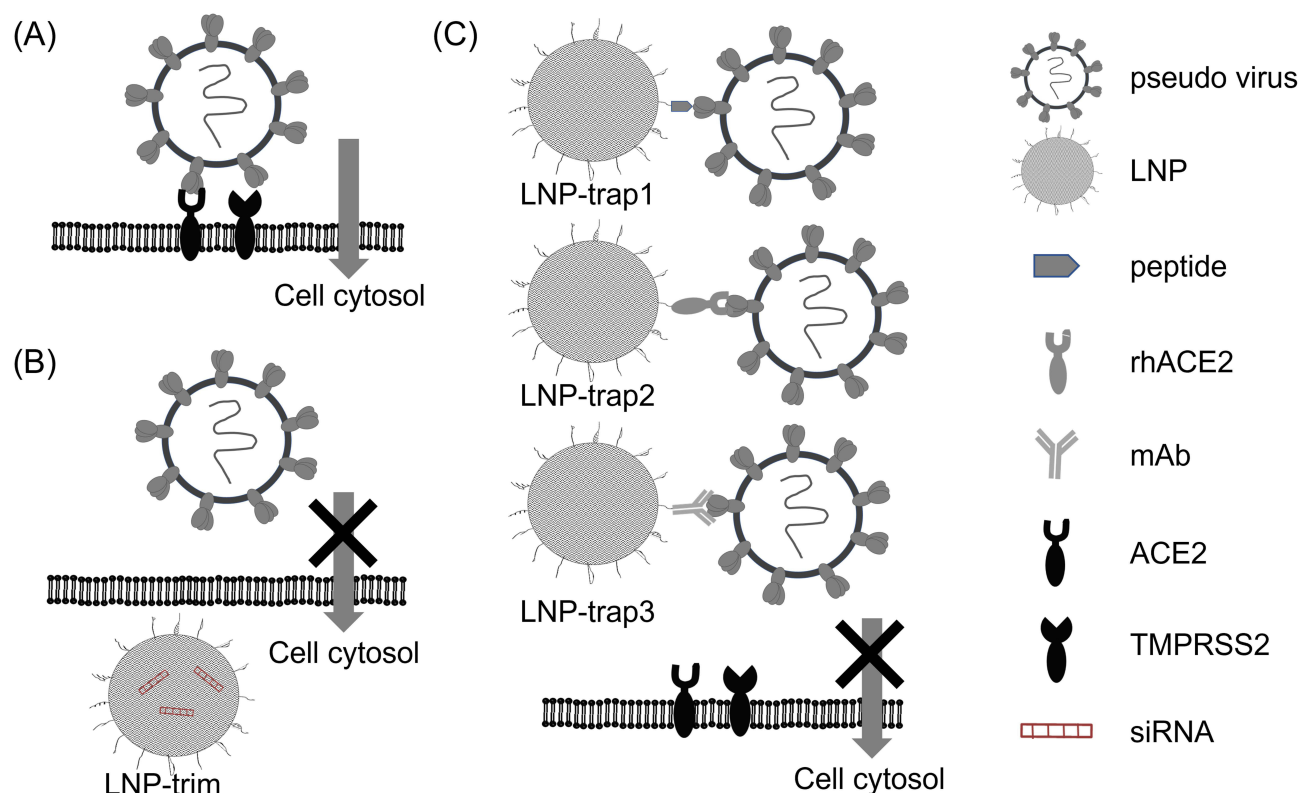 (A)
Cell cytosol
(B)
Cell cytosol
LNP-trim
(C)
LNP-trap1
LNP-trap2
LNP-trap3
Cell cytosol
pseudo virus
LNP
peptide
rhACE2
mAb
ACE2
TMPRSS2
siRNA